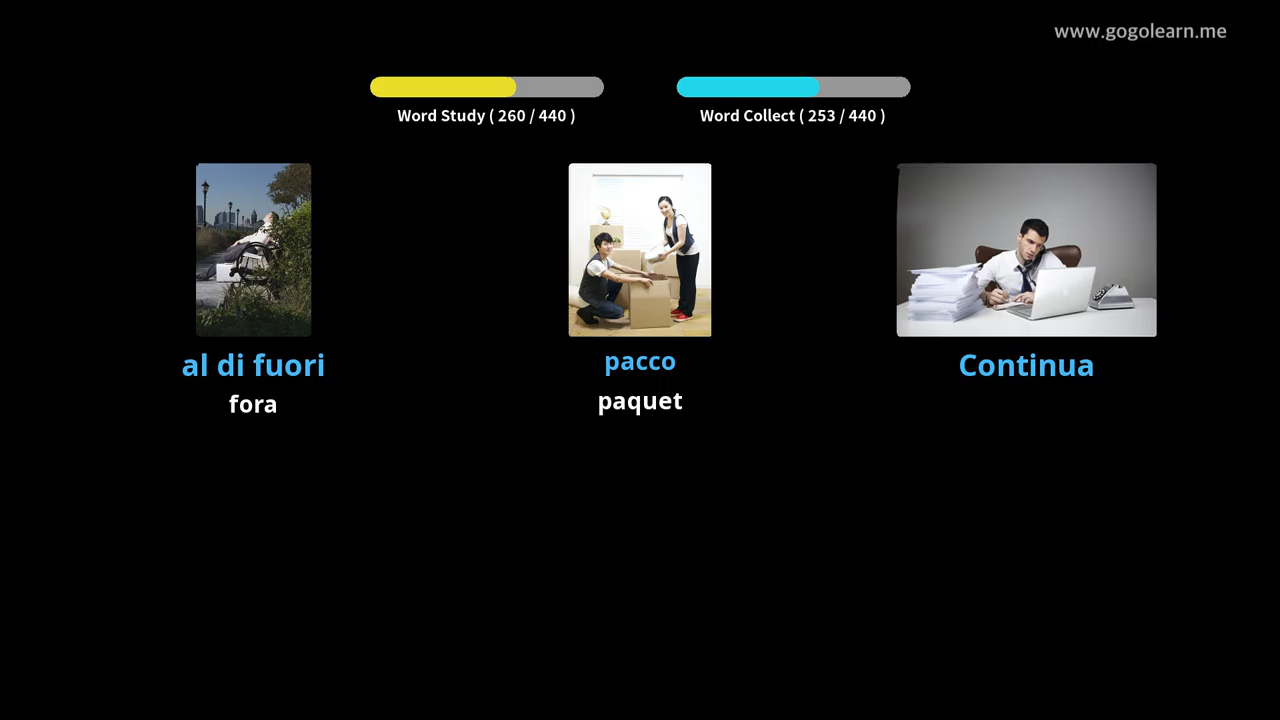 www.gogolearn.me
Word Study ( 260 / 440 )
Word Collect ( 253 / 440 )
al di fuori
fora
pacco
paquet
Continua